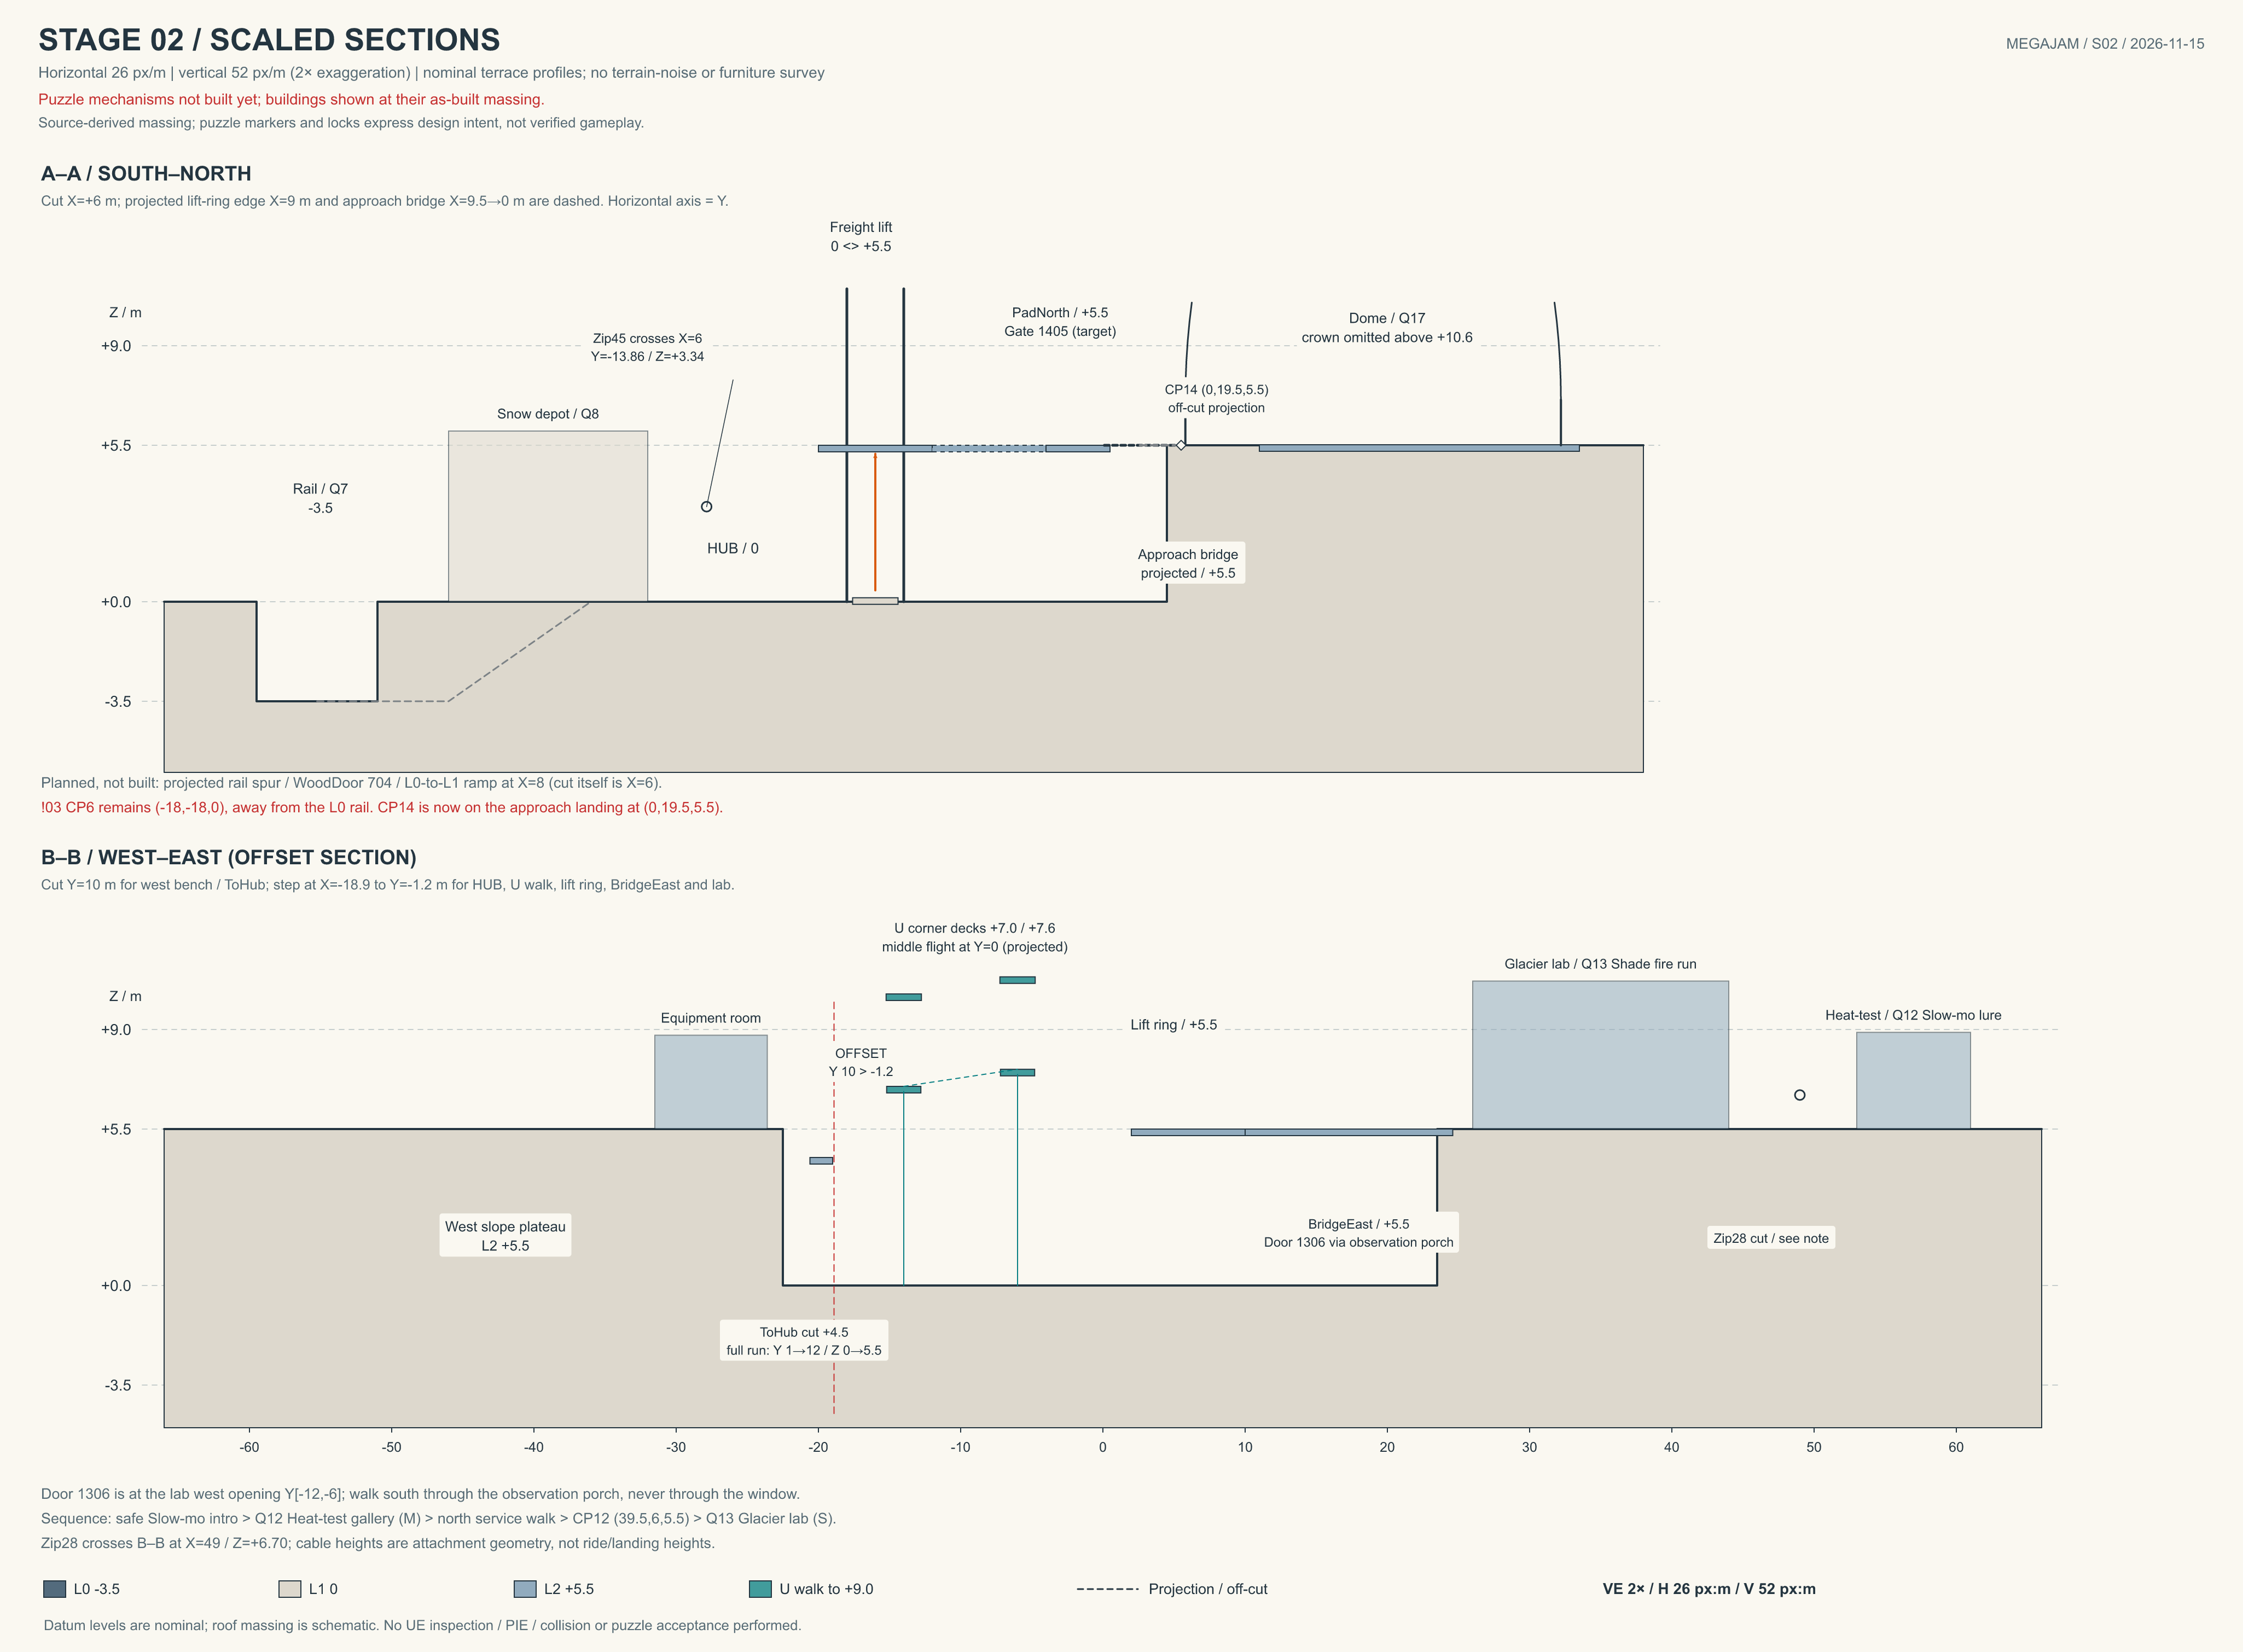 STAGE 02 / SCALED SECTIONS
MEGAJAM / S02 / 2026-11-15
Horizontal 26 px/m | vertical 52 px/m (2× exaggeration) | nominal terrace profiles; no terrain-noise or furniture survey
Puzzle mechanisms not built yet; buildings shown at their as-built massing.
Source-derived massing; puzzle markers and locks express design intent, not verified gameplay.
A–A / SOUTH–NORTH
Cut X=+6 m; projected lift-ring edge X=9 m and approach bridge X=9.5→0 m are dashed. Horizontal axis = Y.
Freight lift
0 <> +5.5
Z / m
PadNorth / +5.5
Gate 1405 (target)
Dome / Q17
crown omitted above +10.6
Zip45 crosses X=6
Y=-13.86 / Z=+3.34
+9.0
CP14 (0,19.5,5.5)
off-cut projection
Snow depot / Q8
+5.5
Rail / Q7
-3.5
HUB / 0
Approach bridge
projected / +5.5
+0.0
-3.5
Planned, not built: projected rail spur / WoodDoor 704 / L0-to-L1 ramp at X=8 (cut itself is X=6).
!03 CP6 remains (-18,-18,0), away from the L0 rail. CP14 is now on the approach landing at (0,19.5,5.5).
B–B / WEST–EAST (OFFSET SECTION)
Cut Y=10 m for west bench / ToHub; step at X=-18.9 to Y=-1.2 m for HUB, U walk, lift ring, BridgeEast and lab.
U corner decks +7.0 / +7.6
middle flight at Y=0 (projected)
Glacier lab / Q13 Shade fire run
Z / m
Equipment room
Heat-test / Q12 Slow-mo lure
+9.0
Lift ring / +5.5
OFFSET
Y 10 > -1.2
+5.5
West slope plateau
L2 +5.5
BridgeEast / +5.5
Door 1306 via observation porch
Zip28 cut / see note
+0.0
ToHub cut +4.5
full run: Y 1→12 / Z 0→5.5
-3.5
-60 -50 -40 -30 -20 -10 0 10 20 30 40 50 60
Door 1306 is at the lab west opening Y[-12,-6]; walk south through the observation porch, never through the window.
Sequence: safe Slow-mo intro > Q12 Heat-test gallery (M) > north service walk > CP12 (39.5,6,5.5) > Q13 Glacier lab (S).
Zip28 crosses B–B at X=49 / Z=+6.70; cable heights are attachment geometry, not ride/landing heights.
L0 -3.5
L1 0
L2 +5.5
U walk to +9.0
Projection / off-cut
VE 2× / H 26 px:m / V 52 px:m
Datum levels are nominal; roof massing is schematic. No UE inspection / PIE / collision or puzzle acceptance performed.